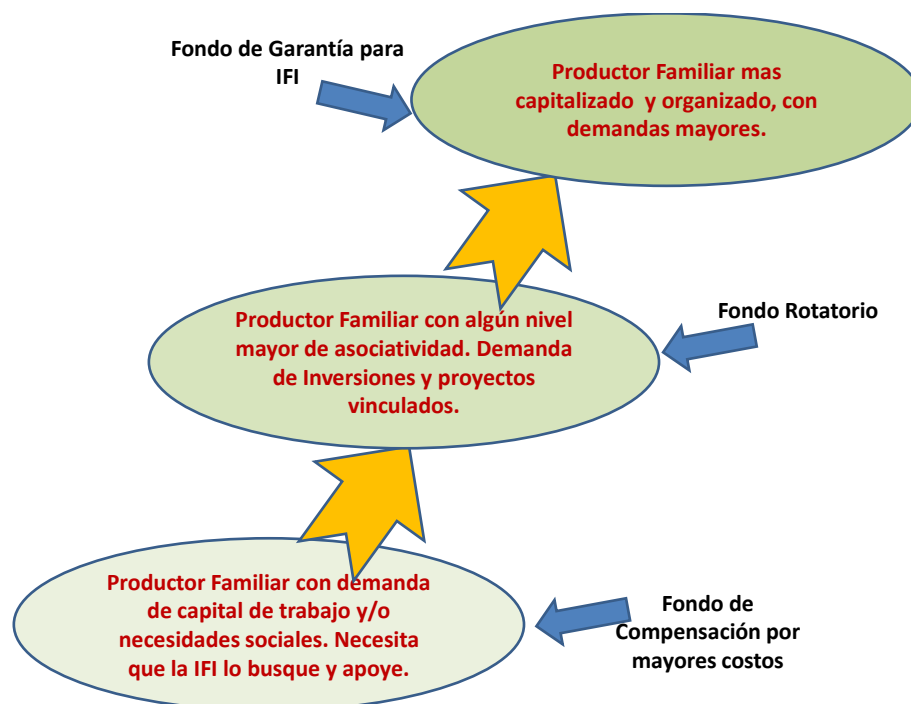 Fondo de Garantía para
IFI
Productor Familiar mas
capitalizado y organizado, con
demandas mayores.
Productor Familiar con algún nivel
mayor de asociatividad. Demanda
de Inversiones y proyectos
vinculados.
Fondo Rotatorio
Productor Familiar con demanda
de capital de trabajo y/o
necesidades sociales. Necesita
que la IFI lo busque y apoye.
Fondo de
Compensación por
mayores costos